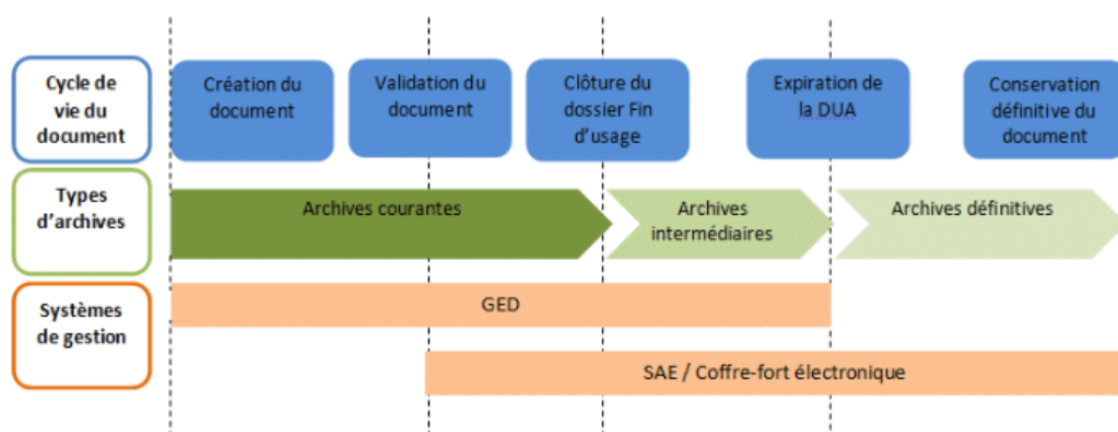 Cycle de
vie du
document
Création du
document
Validation du
document
Clôture du
dossier Fin
d'usage
Expiration de
la DUA
Conservation
définitive du
document
Types
d'archives
Archives courantes
Archives
intermédiaires
Archives définitives
Systèmes
de gestion
GED
SAE / Coffre-fort électronique